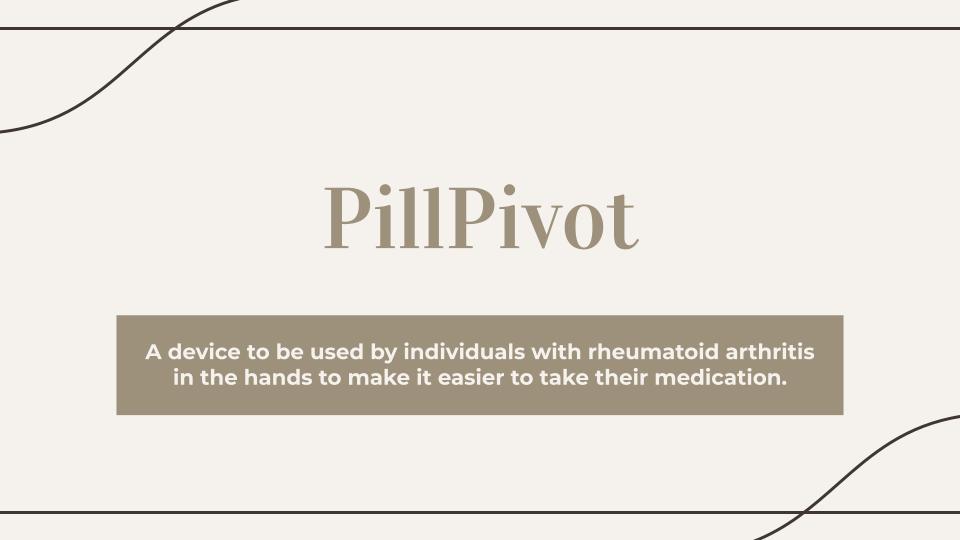 PillPivot
A device to be used by individuals with rheumatoid arthritis
in the hands to make it easier to take their medication.